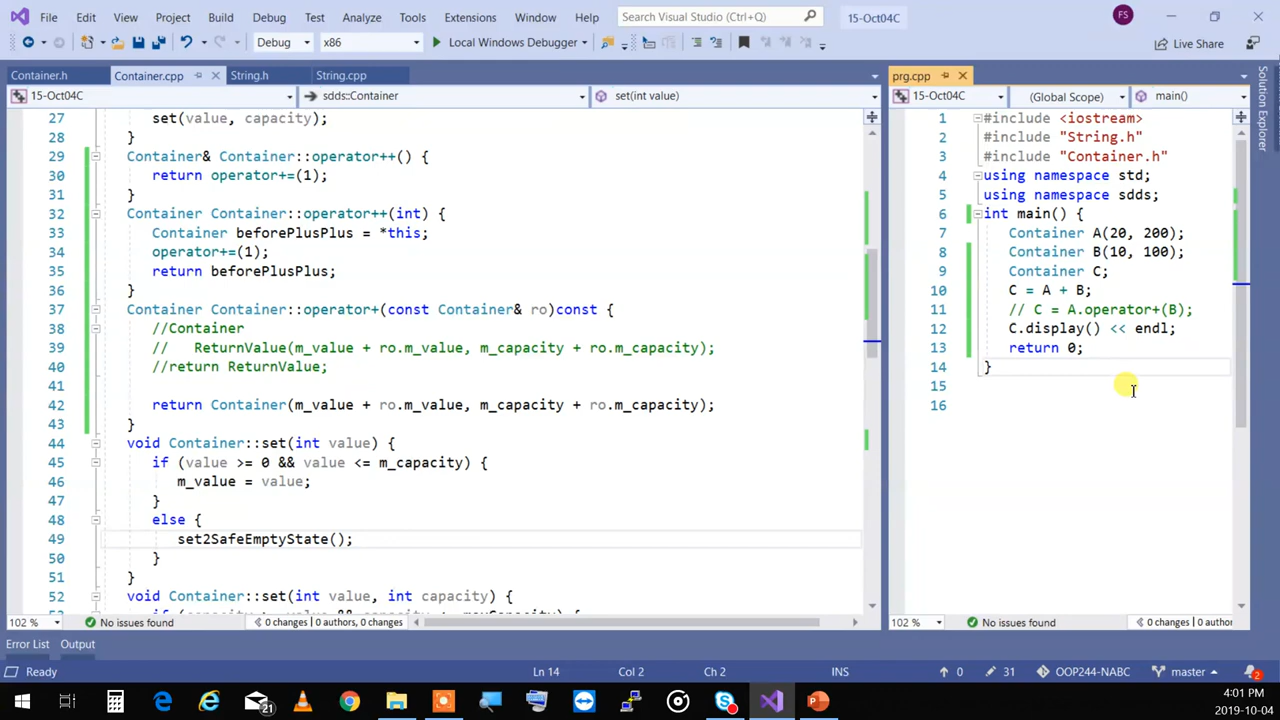 File Edit View Project Build Debug Test Analyze Tools Extensions Window Help Search Visual Studio (Ctrl+Q) 15-Oct04C FS
Debug x86 Local Windows Debugger Live Share
Container.h Container.cpp String.h String.cpp prg.cpp
15-Oct04C sdds::Container set(int value) 15-Oct04C (Global Scope) main()
Solution Explorer
27 set(value, capacity);
28 }
29 Container& Container::operator++() {
30 return operator+=(1);
31 }
32 Container Container::operator++(int) {
33 Container beforePlusPlus = *this;
34 operator+=(1);
35 return beforePlusPlus;
36 }
37 Container Container::operator+(const Container& ro)const {
38 //Container
39 // ReturnValue(m_value + ro.m_value, m_capacity + ro.m_capacity);
40 //return ReturnValue;
41
42 return Container(m_value + ro.m_value, m_capacity + ro.m_capacity);
43 }
44 void Container::set(int value) {
45 if (value >= 0 && value <= m_capacity) {
46 m_value = value;
47 }
48 else {
49 set2SafeEmptyState();
50 }
51 }
52 void Container::set(int value, int capacity) {
1 #include <iostream>
2 #include "String.h"
3 #include "Container.h"
4 using namespace std;
5 using namespace sdds;
6 int main() {
7 Container A(20, 200);
8 Container B(10, 100);
9 Container C;
10 C = A + B;
11 // C = A.operator+(B);
12 C.display() << endl;
13 return 0;
14 }
15
16
102 % No issues found 0 changes | 0 authors, 0 changes
102 % No issues found 0 changes | 0 author
Error List Output
Ready Ln 14 Col 2 Ch 2 INS 0 31 OOP244-NABC master 2
21
4:01 PM
2019-10-04